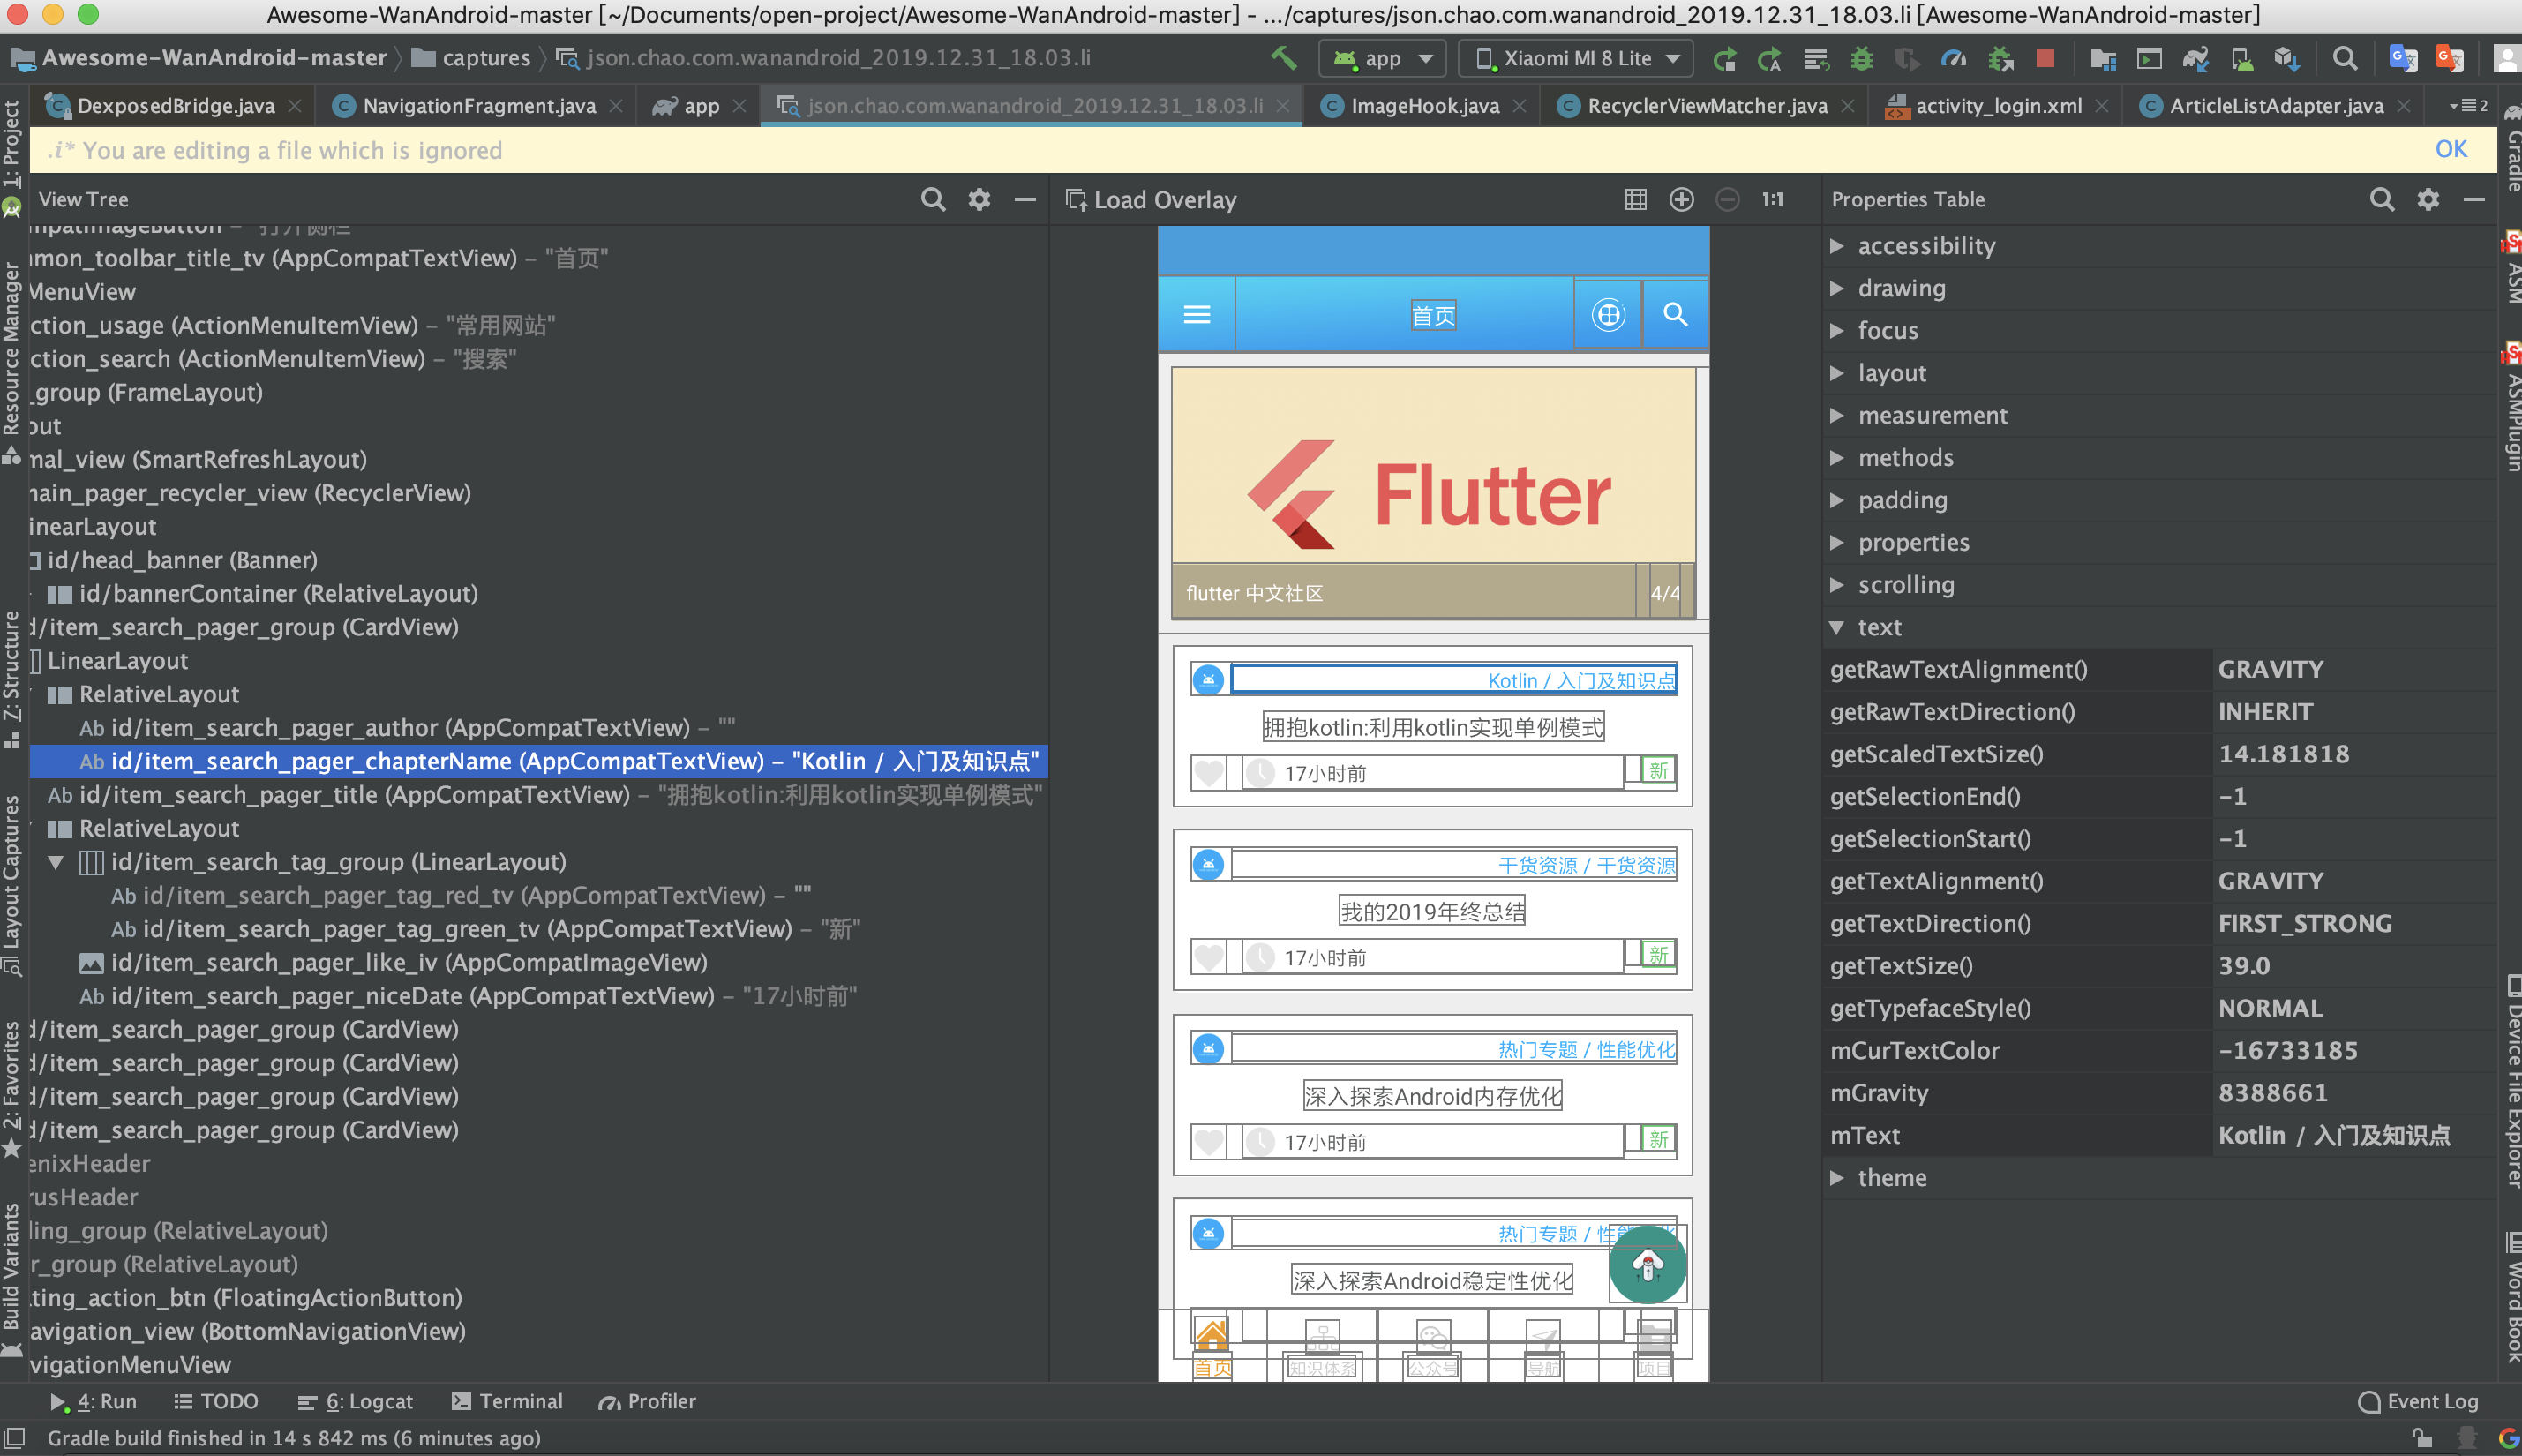 Awesome-WanAndroid-master [~/Documents/open-project/Awesome-WanAndroid-master] - .../captures/json.chao.com.wanandroid_2019.12.31_18.03.li [Awesome-WanAndroid-master]
Awesome-WanAndroid-master captures json.chao.com.wanandroid_2019.12.31_18.03.li app Xiaomi MI 8 Lite
DexposedBridge.java NavigationFragment.java app json.chao.com.wanandroid_2019.12.31_18.03.li ImageHook.java RecyclerViewMatcher.java activity_login.xml ArticleListAdapter.java 2
.i* You are editing a file which is ignored OK
View Tree
mpatImageButton – "打开侧栏"
mmon_toolbar_title_tv (AppCompatTextView) – "首页"
MenuView
ction_usage (ActionMenuItemView) – "常用网站"
ction_search (ActionMenuItemView) – "搜索"
_group (FrameLayout)
out
mal_view (SmartRefreshLayout)
main_pager_recycler_view (RecyclerView)
inearLayout
id/head_banner (Banner)
id/bannerContainer (RelativeLayout)
d/item_search_pager_group (CardView)
LinearLayout
RelativeLayout
Ab id/item_search_pager_author (AppCompatTextView) – ""
Ab id/item_search_pager_chapterName (AppCompatTextView) – "Kotlin / 入门及知识点"
Ab id/item_search_pager_title (AppCompatTextView) – "拥抱kotlin:利用kotlin实现单例模式"
RelativeLayout
id/item_search_tag_group (LinearLayout)
Ab id/item_search_pager_tag_red_tv (AppCompatTextView) – ""
Ab id/item_search_pager_tag_green_tv (AppCompatTextView) – "新"
id/item_search_pager_like_iv (AppCompatImageView)
Ab id/item_search_pager_niceDate (AppCompatTextView) – "17小时前"
d/item_search_pager_group (CardView)
d/item_search_pager_group (CardView)
d/item_search_pager_group (CardView)
d/item_search_pager_group (CardView)
enixHeader
rusHeader
ling_group (RelativeLayout)
r_group (RelativeLayout)
ting_action_btn (FloatingActionButton)
avigation_view (BottomNavigationView)
vigationMenuView
Load Overlay 1:1
首页
Flutter
flutter 中文社区 4/4
Kotlin / 入门及知识点
拥抱kotlin:利用kotlin实现单例模式
17小时前 新
干货资源 / 干货资源
我的2019年终总结
17小时前 新
热门专题 / 性能优化
深入探索Android内存优化
17小时前 新
热门专题 / 性
深入探索Android稳定性优化
首页 知识体系 公众号 导航 项目
Properties Table
accessibility
drawing
focus
layout
measurement
methods
padding
properties
scrolling
text
getRawTextAlignment() GRAVITY
getRawTextDirection() INHERIT
getScaledTextSize() 14.181818
getSelectionEnd() –1
getSelectionStart() –1
getTextAlignment() GRAVITY
getTextDirection() FIRST_STRONG
getTextSize() 39.0
getTypefaceStyle() NORMAL
mCurTextColor –16733185
mGravity 8388661
mText Kotlin / 入门及知识点
theme
1: Project
Resource Manager
Z: Structure
Layout Captures
2: Favorites
Build Variants
Gradle
ASM
ASMPlugin
Device File Explorer
Word Book
4: Run TODO 6: Logcat Terminal Profiler Event Log
Gradle build finished in 14 s 842 ms (6 minutes ago)